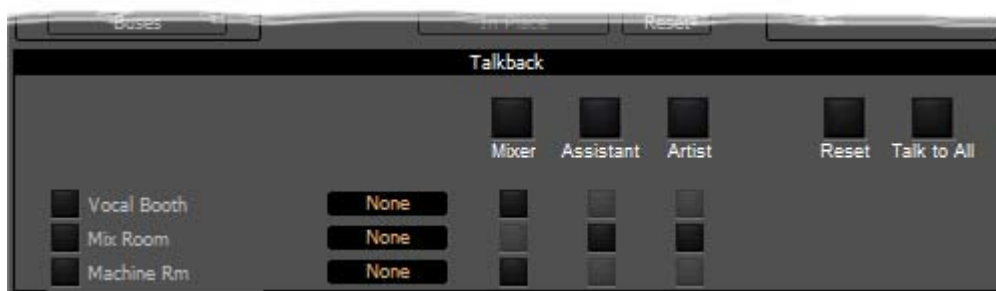 Buses In Place Reset
Talkback
Mixer Assistant Artist Reset Talk to All
Vocal Booth None
Mix Room None
Machine Rm None